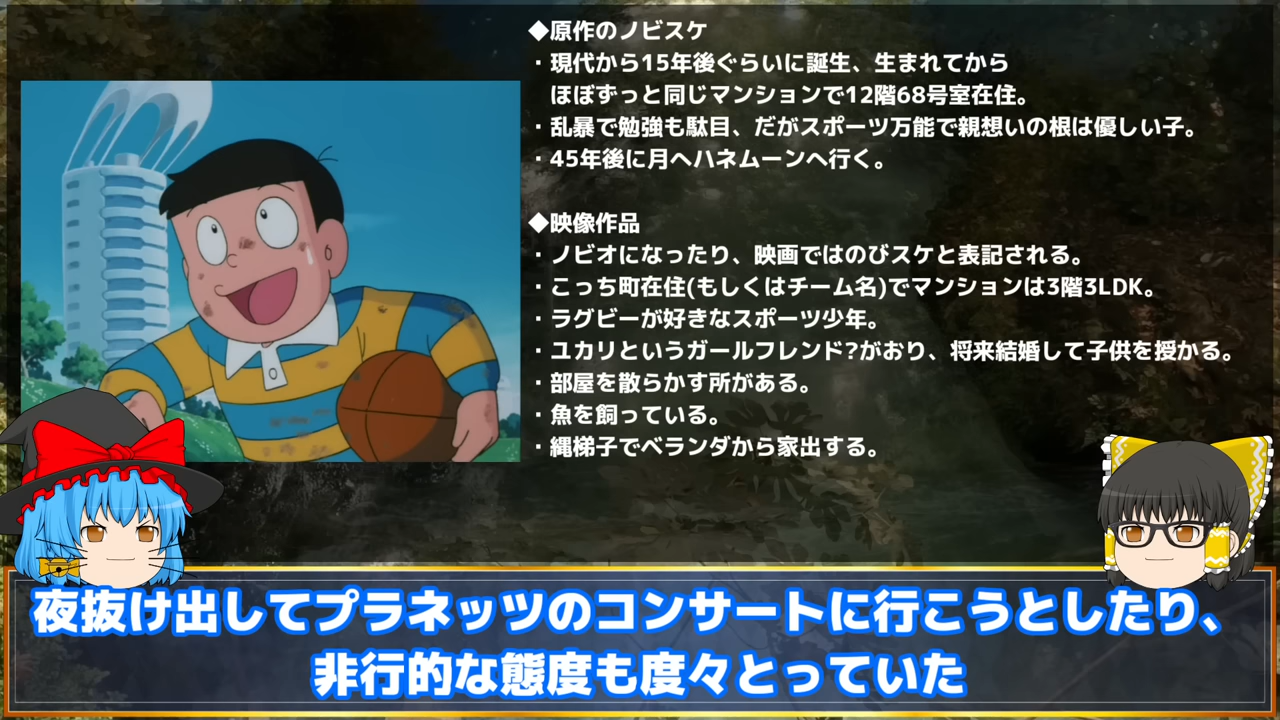 ◆原作のノビスケ
・現代から15年後ぐらいに誕生、生まれてから
ほぼずっと同じマンションで12階68号室在住。
・乱暴で勉強も駄目、だがスポーツ万能で親想いの根は優しい子。
・45年後に月へハネムーンへ行く。
◆映像作品
・ノビオになったり、映画ではのびスケと表記される。
・こっち町在住(もしくはチーム名)でマンションは3階3LDK。
・ラグビーが好きなスポーツ少年。
・ユカリというガールフレンド?がおり、将来結婚して子供を授かる。
・部屋を散らかす所がある。
・魚を飼っている。
・縄梯子でベランダから家出する。
夜抜け出してプラネッツのコンサートに行こうとしたり、
非行的な態度も度々とっていた